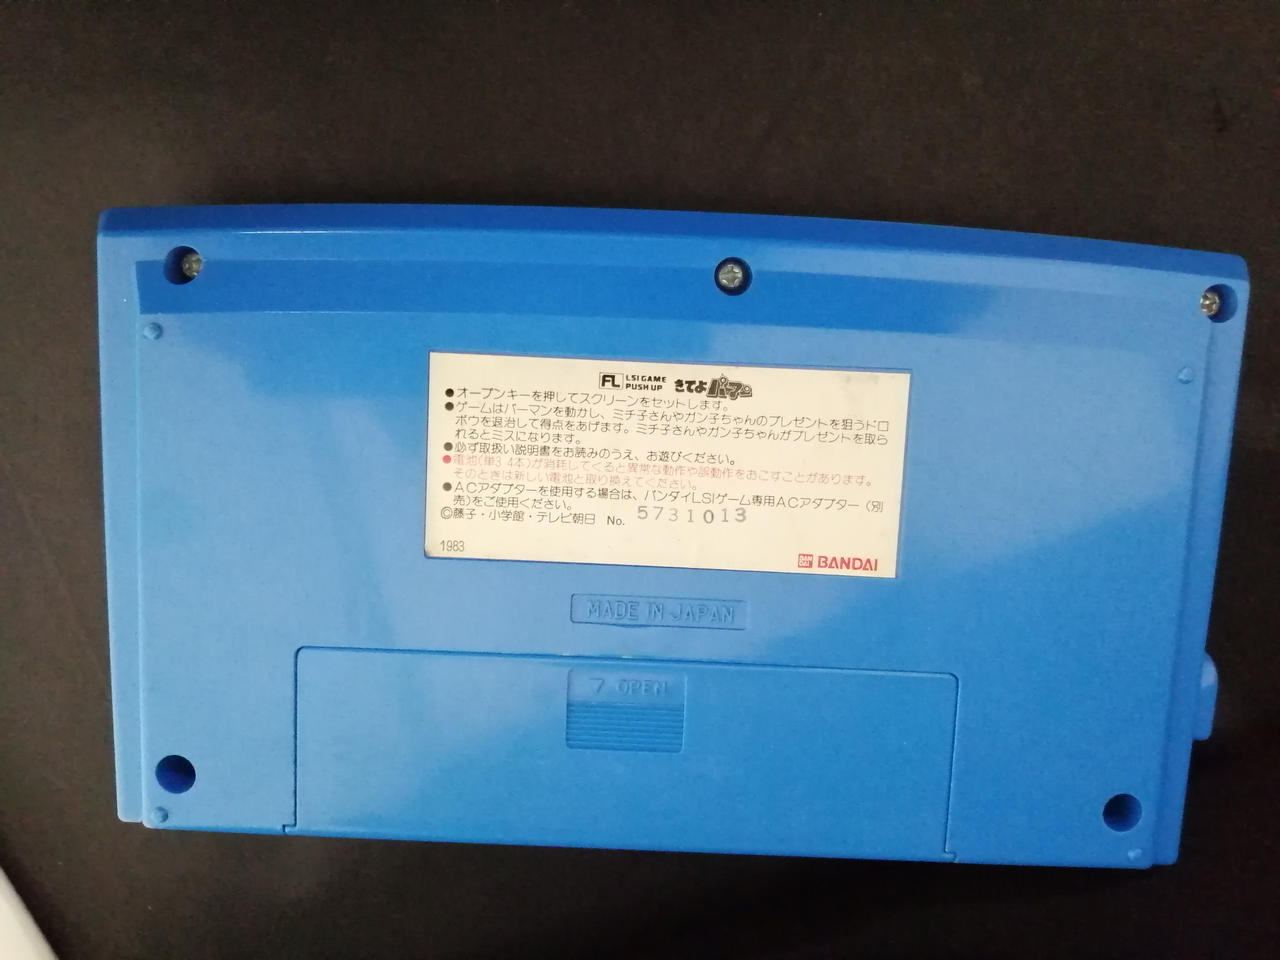 FL LSI GAME PUSH UP きてよパーマン
●オープンキーを押してスクリーンをセットします。
●ゲームはパーマンを動かし、ミチ子さんやガン子ちゃんのプレゼントを狙うドロ
ボウを退治して得点をあげます。ミチ子さんやガン子ちゃんがプレゼントを取ら
れるとミスになります。
●必ず取扱い説明書をお読みのうえ、お遊びください。
●電池(単3 4本)が消耗してくると異常な動作や誤動作をおこすことがあります。
そのときは新しい電池と取り換えてください。
●ACアダプターを使用する場合は、バンダイLSIゲーム専用ACアダプター(別
売)をご使用ください。
©藤子・小学館・テレビ朝日 No. 5731013
1983 BAN DAI BANDAI
MADE IN JAPAN
7 OPEN